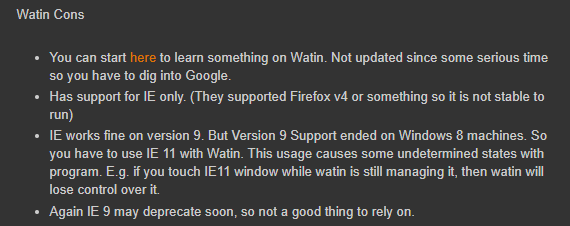 Watin Cons
• You can start here to learn something on Watin. Not updated since some serious time
so you have to dig into Google.
• Has support for IE only. (They supported Firefox v4 or something so it is not stable to
run)
• IE works fine on version 9. But Version 9 Support ended on Windows 8 machines. So
you have to use IE 11 with Watin. This usage causes some undetermined states with
program. E.g. if you touch IE11 window while watin is still managing it, then watin will
lose control over it.
• Again IE 9 may deprecate soon, so not a good thing to rely on.